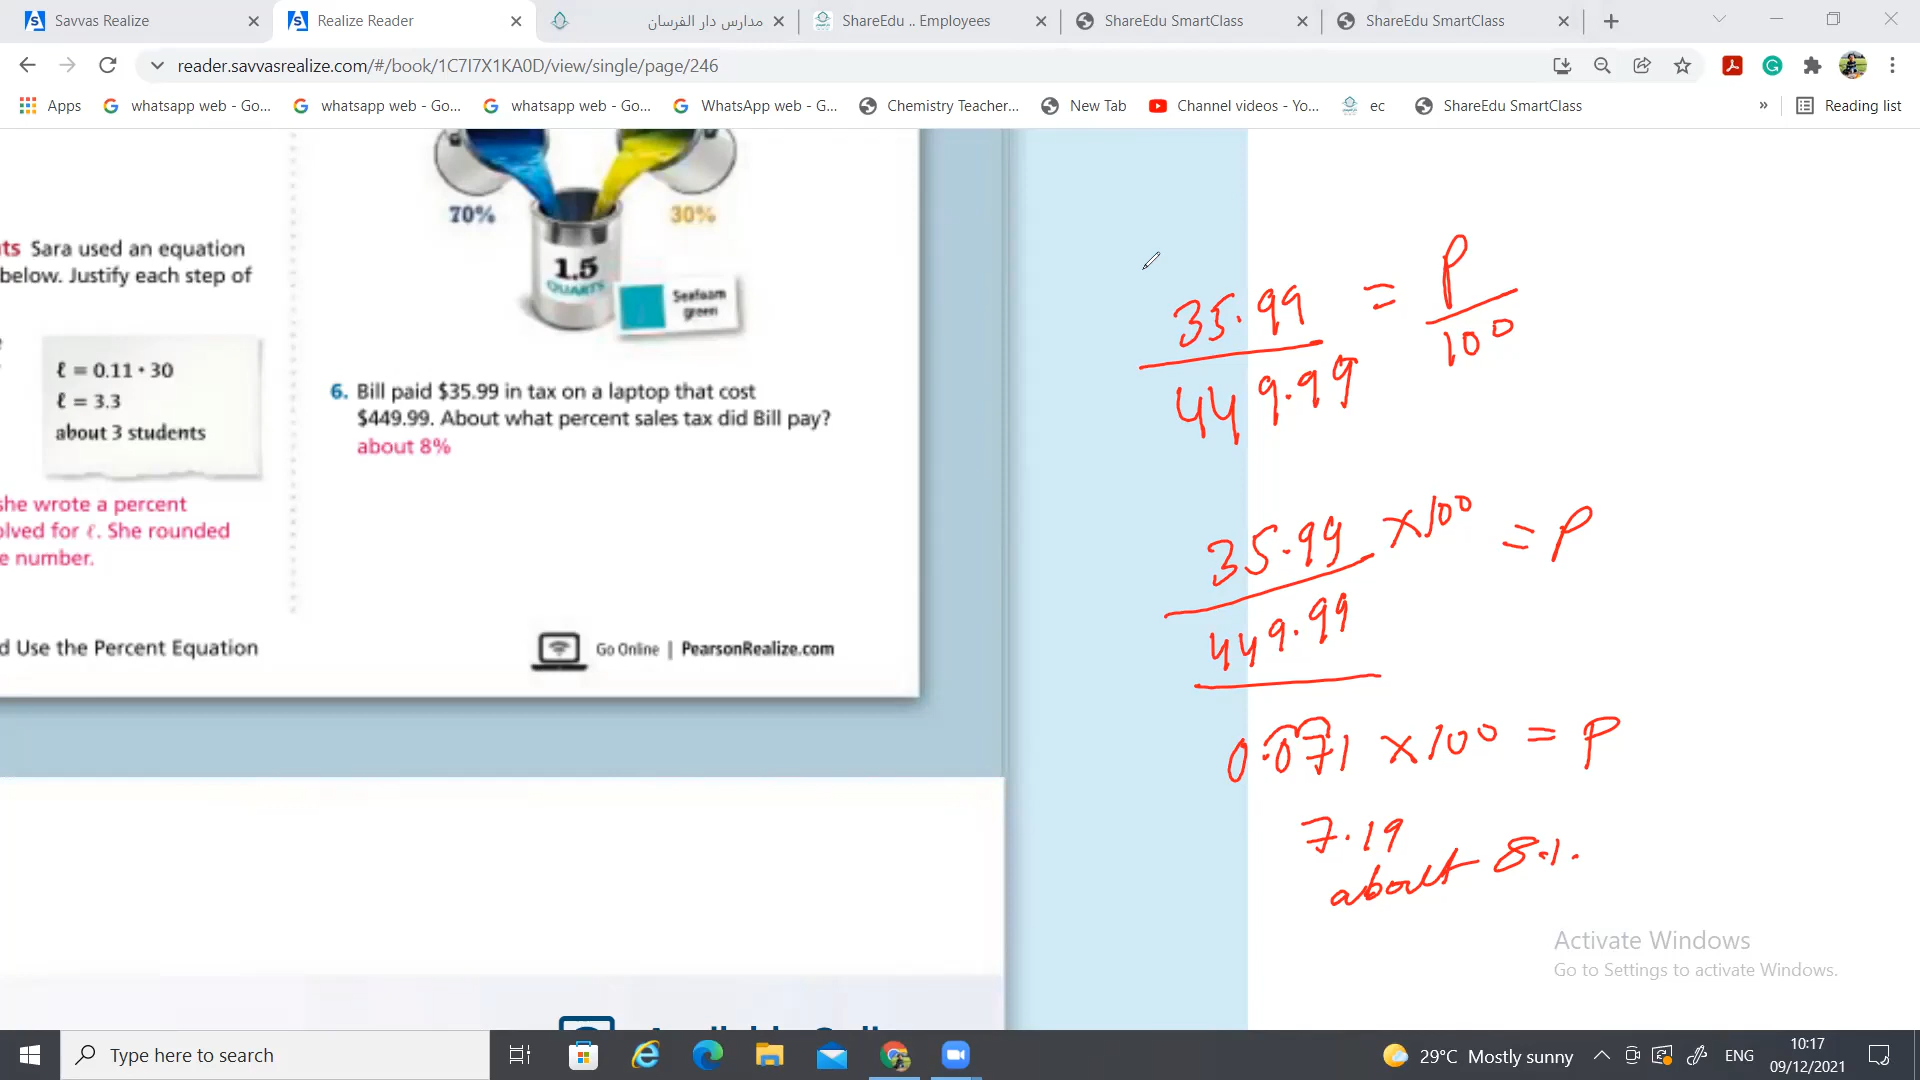 Savvas Realize
Realize Reader
مدارس دار الفرسان
ShareEdu .. Employees
ShareEdu SmartClass
ShareEdu SmartClass
reader.savvasrealize.com/#/book/1C7I7X1KA0D/view/single/page/246
Apps
whatsapp web - Go...
whatsapp web - Go...
whatsapp web - Go...
WhatsApp web - G...
Chemistry Teacher...
New Tab
Channel videos - Yo...
ec
ShareEdu SmartClass
»
Reading list
70%
30%
1.5
QUARTS
Seafoam
green
ts Sara used an equation
below. Justify each step of
ℓ = 0.11 • 30
ℓ = 3.3
about 3 students
she wrote a percent
olved for ℓ. She rounded
e number.
6. Bill paid $35.99 in tax on a laptop that cost
$449.99. About what percent sales tax did Bill pay?
about 8%
d Use the Percent Equation
Go Online | PearsonRealize.com
35.99 = P
449.99 100
35.99 ×100 = P
449.99
0.071 ×100 = P
7.19
about 8.1.
Activate Windows
Go to Settings to activate Windows.
Type here to search
29°C Mostly sunny
ENG
10:17
09/12/2021